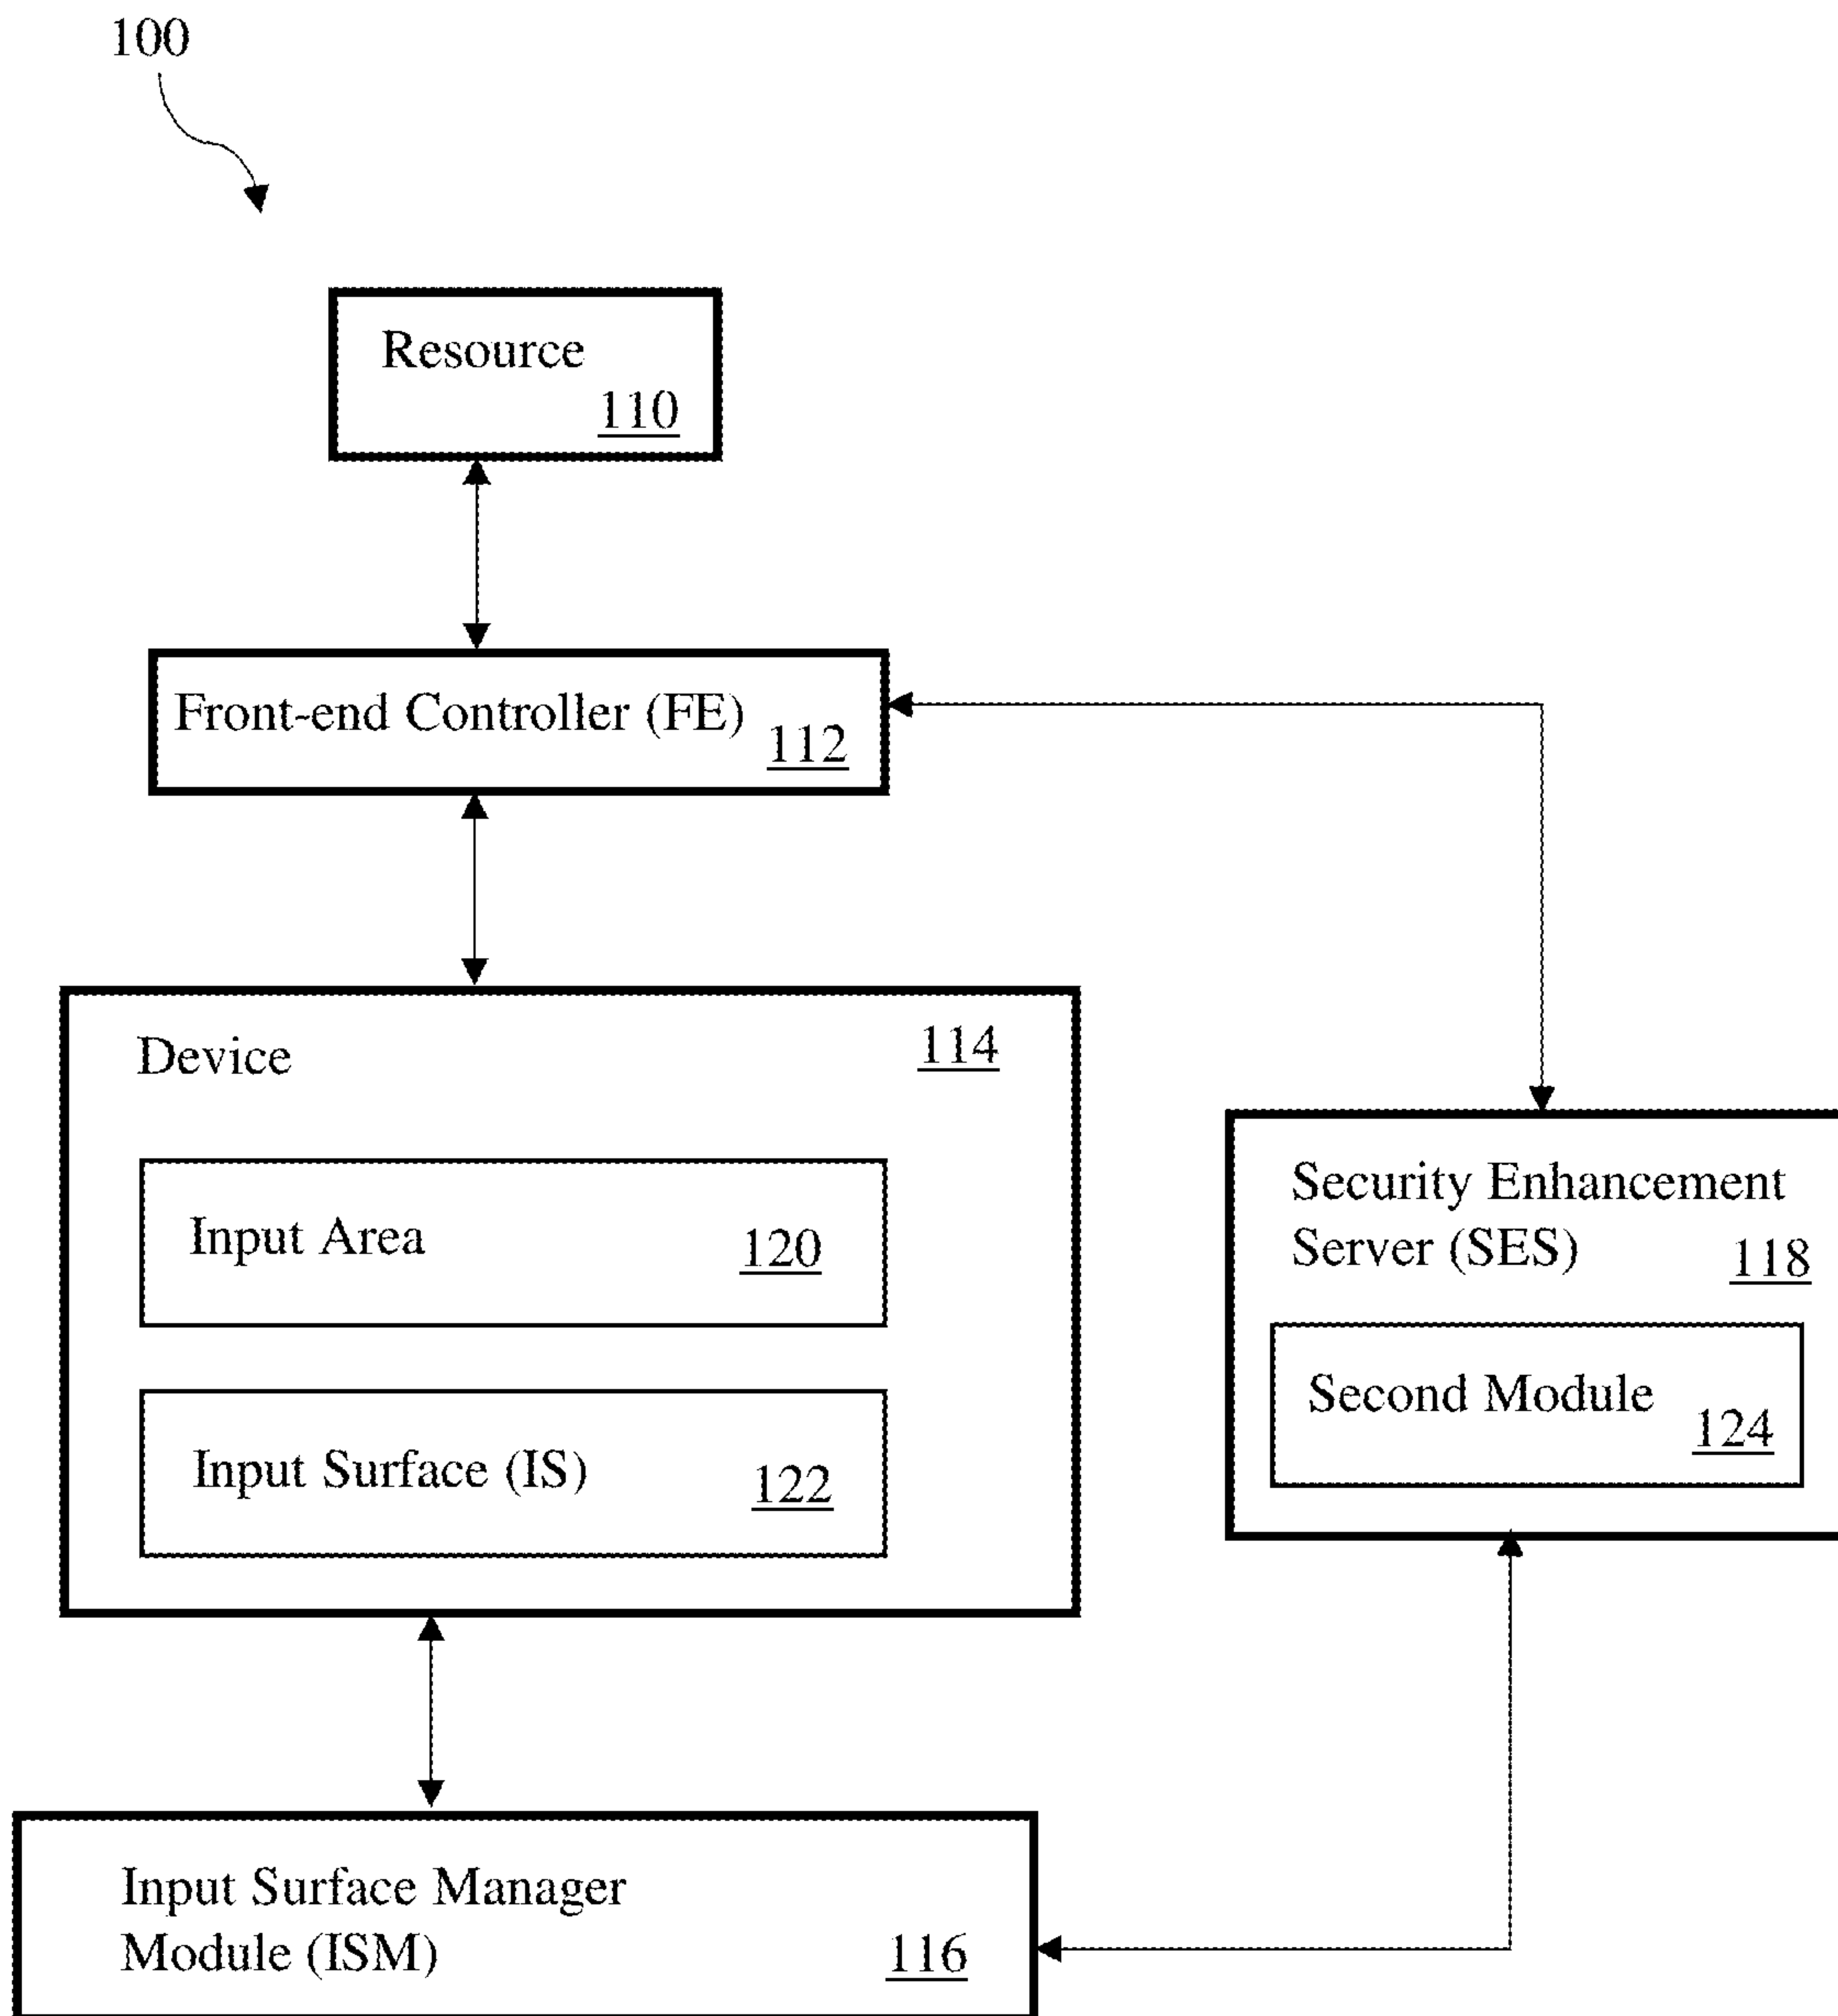 100
Resource
110
Front-end Controller (FE)
112
Device
114
Input Area
120
Input Surface (IS)
122
Security Enhancement
Server (SES)
118
Second Module
124
Input Surface Manager
Module (ISM)
116